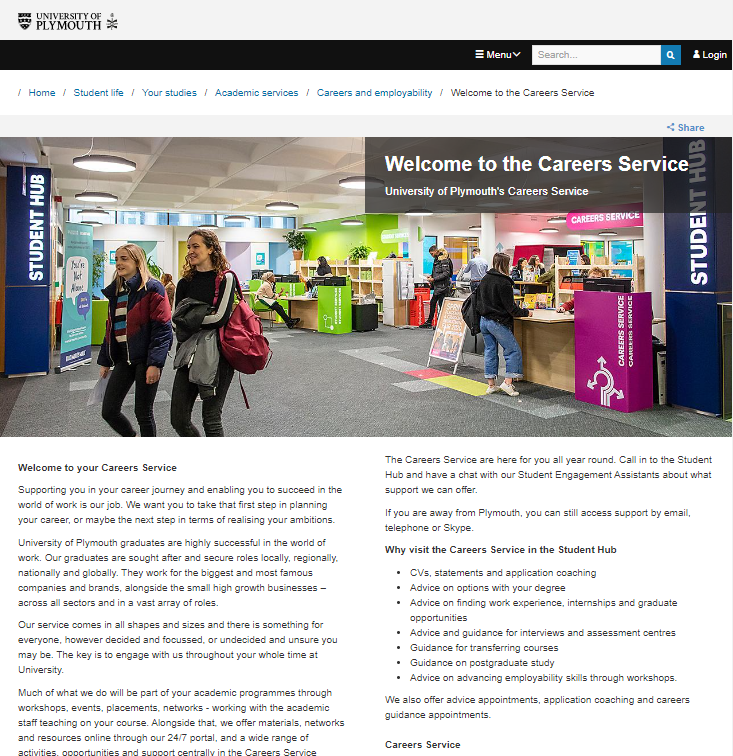 UNIVERSITY OF
PLYMOUTH
Menu
Search...
Login
/ Home / Student life / Your studies / Academic services / Careers and employability / Welcome to the Careers Service
Share
Welcome to the Careers Service
University of Plymouth's Careers Service
STUDENT HUB
You're
Not
Alone
CAREERS SERVICE
CAREERS SERVICE
CAREERS SERVICE
STUDENT HUB
Welcome to your Careers Service
Supporting you in your career journey and enabling you to succeed in the
world of work is our job. We want you to take that first step in planning
your career, or maybe the next step in terms of realising your ambitions.
University of Plymouth graduates are highly successful in the world of
work. Our graduates are sought after and secure roles locally, regionally,
nationally and globally. They work for the biggest and most famous
companies and brands, alongside the small high growth businesses –
across all sectors and in a vast array of roles.
Our service comes in all shapes and sizes and there is something for
everyone, however decided and focussed, or undecided and unsure you
may be. The key is to engage with us throughout your whole time at
University.
Much of what we do will be part of your academic programmes through
workshops, events, placements, networks - working with the academic
staff teaching on your course. Alongside that, we offer materials, networks
and resources online through our 24/7 portal, and a wide range of
activities, opportunities and support centrally in the Careers Service
The Careers Service are here for you all year round. Call in to the Student
Hub and have a chat with our Student Engagement Assistants about what
support we can offer.
If you are away from Plymouth, you can still access support by email,
telephone or Skype.
Why visit the Careers Service in the Student Hub
• CVs, statements and application coaching
• Advice on options with your degree
• Advice on finding work experience, internships and graduate
opportunities
• Advice and guidance for interviews and assessment centres
• Guidance for transferring courses
• Guidance on postgraduate study
• Advice on advancing employability skills through workshops.
We also offer advice appointments, application coaching and careers
guidance appointments.
Careers Service